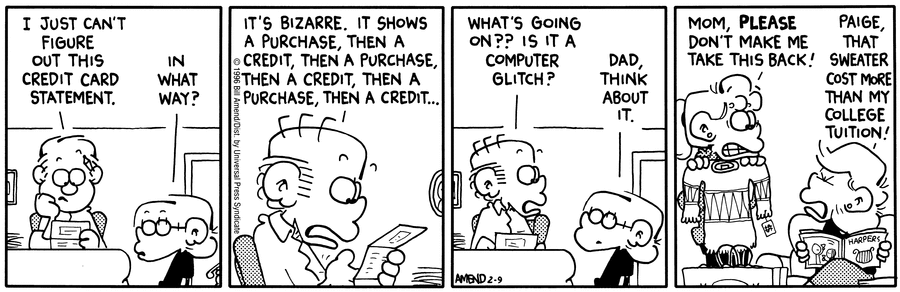 I JUST CAN'T
FIGURE
OUT THIS
CREDIT CARD
STATEMENT.
IN
WHAT
WAY?
© 1996 Bill Amend/Dist. by Universal Press Syndicate
IT'S BIZARRE. IT SHOWS
A PURCHASE, THEN A
CREDIT, THEN A PURCHASE,
THEN A CREDIT, THEN A
PURCHASE, THEN A CREDIT...
WHAT'S GOING
ON?? IS IT A
COMPUTER
GLITCH?
DAD,
THINK
ABOUT
IT.
AMEND 2-9
MOM, PLEASE
DON'T MAKE ME
TAKE THIS BACK!
PAIGE,
THAT
SWEATER
COST MORE
THAN MY
COLLEGE
TUITION!
$
HARPERS